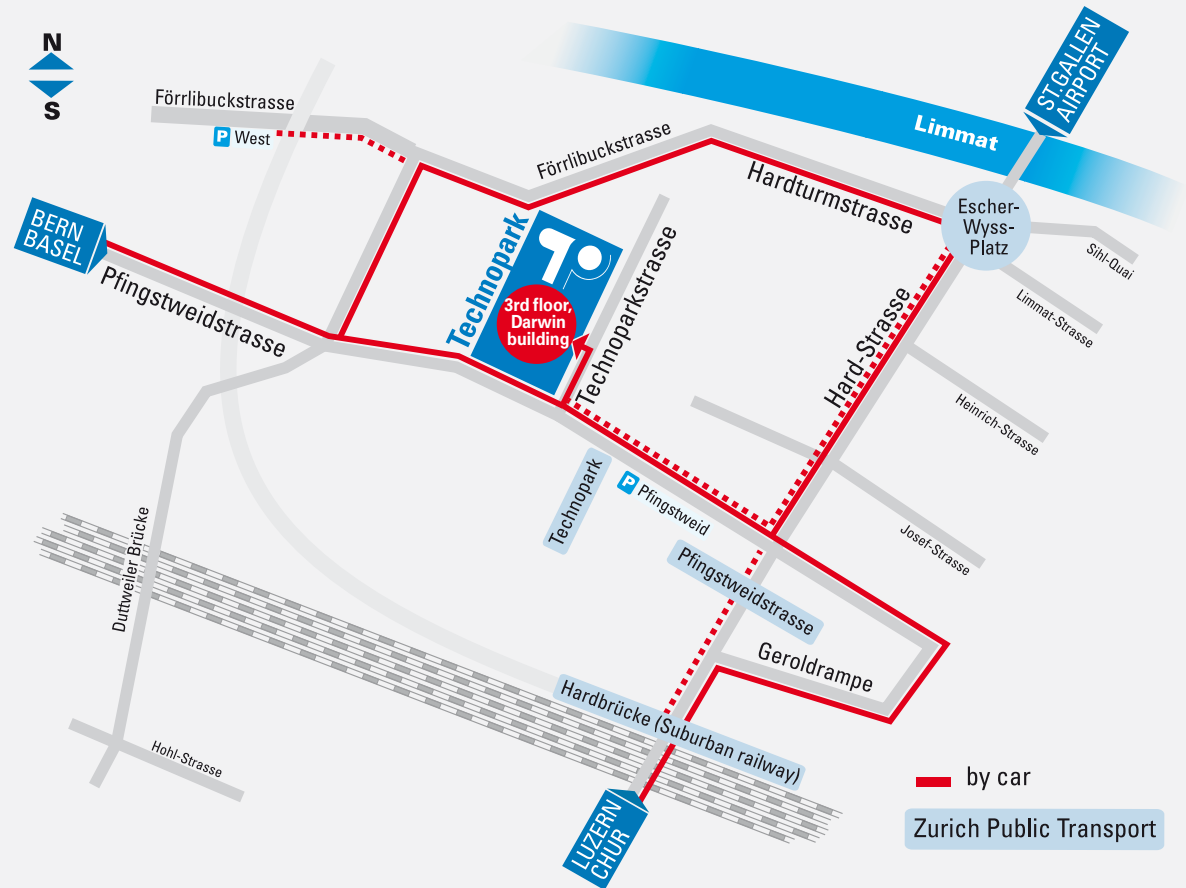 N
S
Förrlibuckstrasse
P West
BERN
BASEL
Pfingstweidstrasse
Förrlibuckstrasse
Limmat
ST.GALLEN
AIRPORT
Hardturmstrasse
Escher-
Wyss-
Platz
Sihl-Quai
Limmat-Strasse
Heinrich-Strasse
Josef-Strasse
Hard-Strasse
Technopark
TP
3rd floor,
Darwin
building
Technoparkstrasse
Technopark
P Pfingstweid
Pfingstweidstrasse
Geroldrampe
Hardbrücke (Suburban railway)
Duttweiler Brücke
Hohl-Strasse
LUZERN
CHUR
by car
Zurich Public Transport